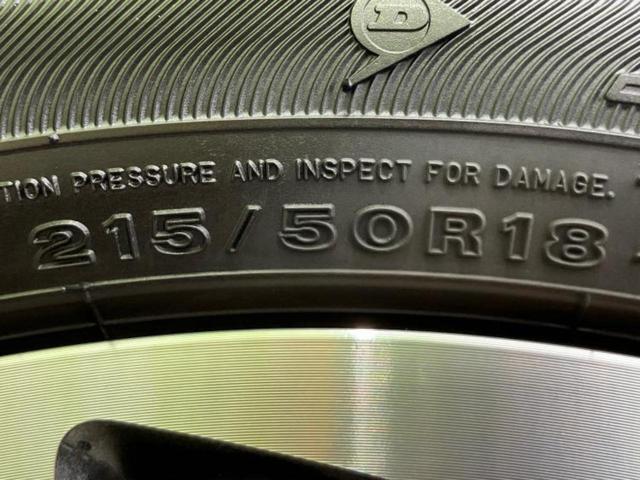 D
TION PRESSURE AND INSPECT FOR DAMAGE.
215/50R18